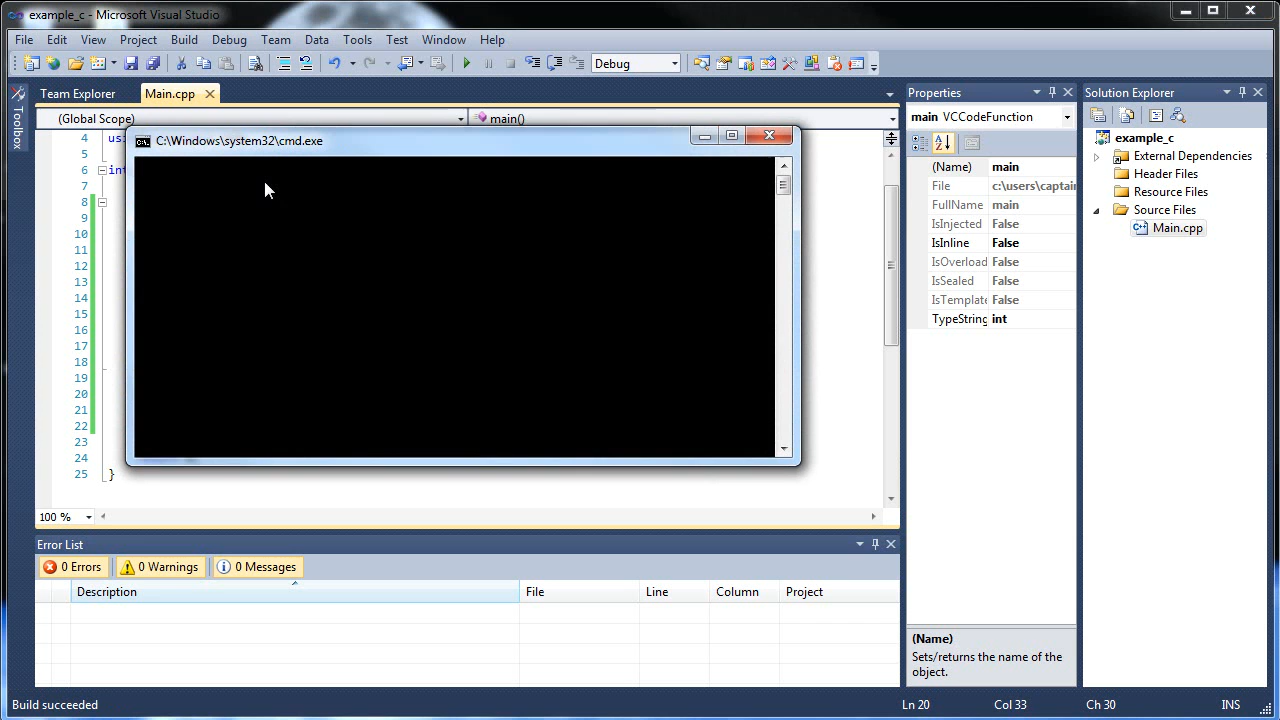 example_c - Microsoft Visual Studio
File Edit View Project Build Debug Team Data Tools Test Window Help
Debug
Team Explorer Main.cpp
(Global Scope) main()
C:\Windows\system32\cmd.exe
4 us
5
6 int
7
8
9
10
11
12
13
14
15
16
17
18
19
20
21
22
23
24
25 }
100 %
Toolbox
Error List
0 Errors 0 Warnings 0 Messages
Description File Line Column Project
Properties
main VCCodeFunction
(Name) main
File c:\users\captain
FullName main
IsInjected False
IsInline False
IsOverload False
IsSealed False
IsTemplate False
TypeString int
(Name)
Sets/returns the name of the
object.
Solution Explorer
example_c
External Dependencies
Header Files
Resource Files
Source Files
Main.cpp
Build succeeded Ln 20 Col 33 Ch 30 INS